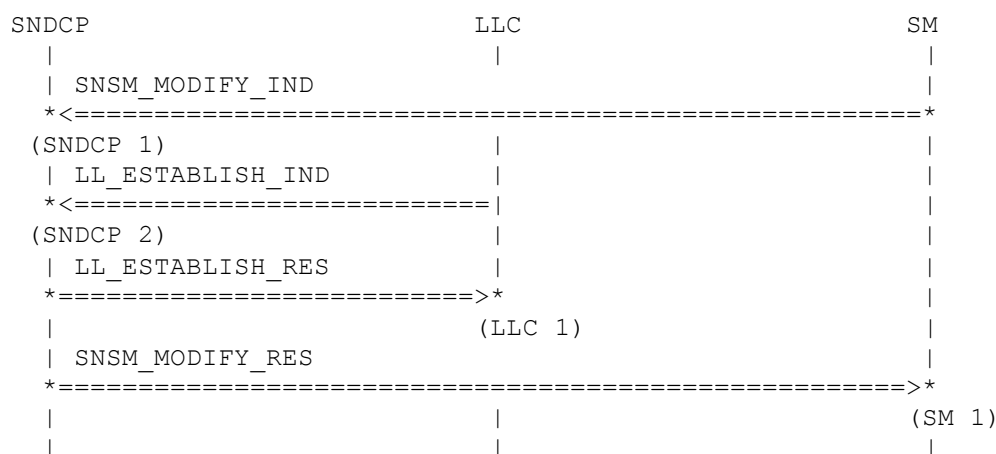 SNDCP LLC SM
| | |
| SNSM_MODIFY_IND |
*<=====================================================*
(SNDCP 1) | |
| LL_ESTABLISH_IND | |
*<==========================| |
(SNDCP 2) | |
| LL_ESTABLISH_RES | |
*==========================>* |
| (LLC 1) |
| SNSM_MODIFY_RES |
*=====================================================>*
| | (SM 1)
| | |